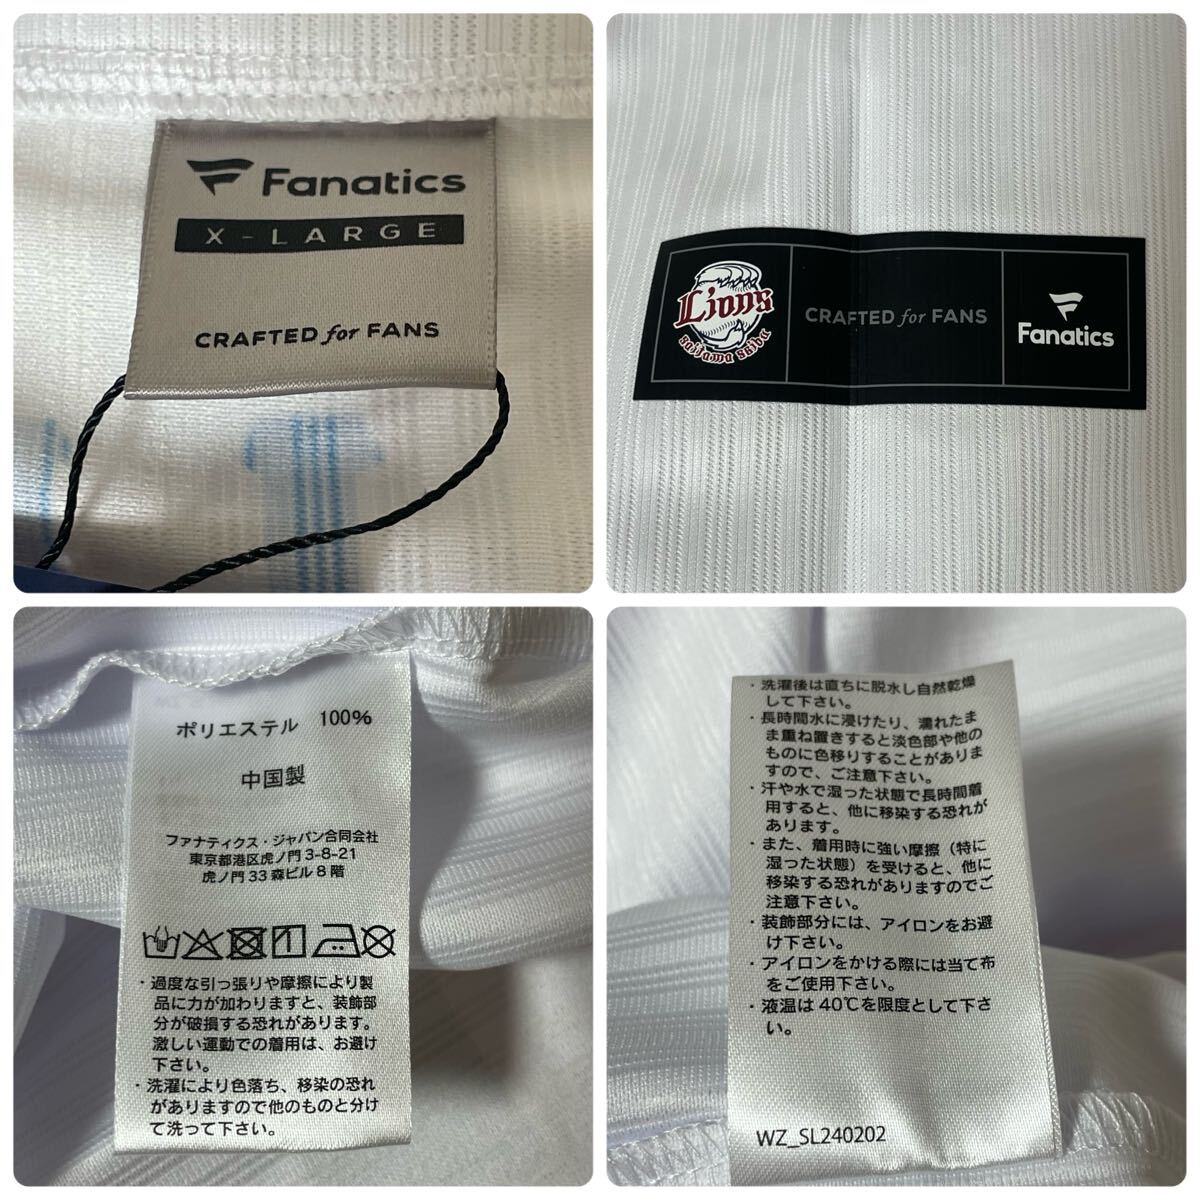 Fanatics
X-LARGE
CRAFTED for FANS
Lions
saitama seibu
CRAFTED for FANS
Fanatics
ポリエステル 100%
中国製
ファナティクス・ジャパン合同会社
東京都港区虎ノ門3-8-21
虎ノ門33森ビル8階
・過度な引っ張りや摩擦により製
品に力が加わりますと、装飾部
分が破損する恐れがあります。
激しい運動での着用は、お避け
下さい。
・洗濯により色落ち、移染の恐れ
がありますので他のものと分け
て洗って下さい。
・洗濯後は直ちに脱水し自然乾燥
して下さい。
・長時間水に浸けたり、濡れたま
ま重ね置きすると淡色部や他の
ものに色移りすることがありま
すので、ご注意下さい。
・汗や水で湿った状態で長時間着
用すると、他に移染する恐れが
あります。
・また、着用時に強い摩擦（特に
湿った状態）を受けると、他に
移染する恐れがありますのでご
注意下さい。
・装飾部分には、アイロンをお避
け下さい。
・アイロンをかける際には当て布
をご使用下さい。
・液温は40℃を限度として下さ
い。
WZ_SL240202